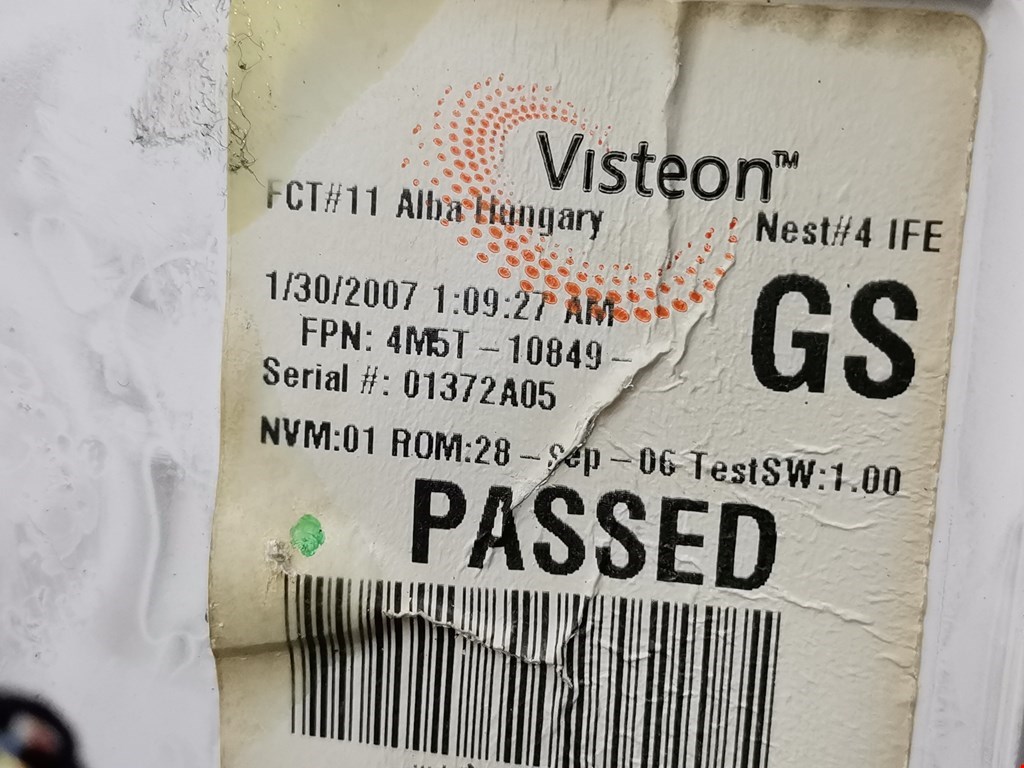 Visteon™
FCT#11 Alba Hungary
Nest#4 IFE
1/30/2007 1:09:27 AM
GS
FPN: 4M5T-10849-
Serial #: 01372A05
NVM:01 ROM:28-Sep-06 TestSW:1.00
PASSED